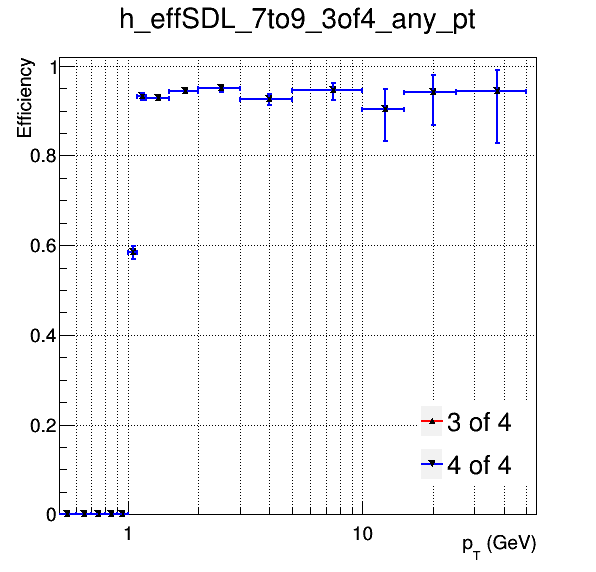 h_effSDL_7to9_3of4_any_pt
Efficiency
1
0.8
0.6
0.4
0.2
0
3 of 4
4 of 4
1
10
p_T (GeV)